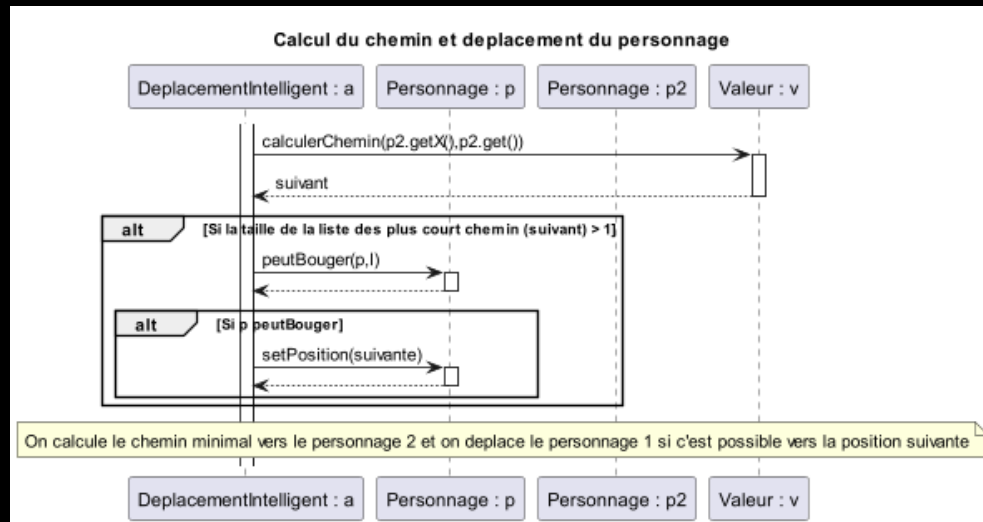 Calcul du chemin et deplacement du personnage
DeplacementIntelligent : a
Personnage : p
Personnage : p2
Valeur : v
calculerChemin(p2.getX(),p2.get())
suivant
alt
[Si la taille de la liste des plus court chemin (suivant) > 1]
peutBouger(p,l)
alt
[Si p peutBouger]
setPosition(suivante)
On calcule le chemin minimal vers le personnage 2 et on deplace le personnage 1 si c'est possible vers la position suivante
DeplacementIntelligent : a
Personnage : p
Personnage : p2
Valeur : v